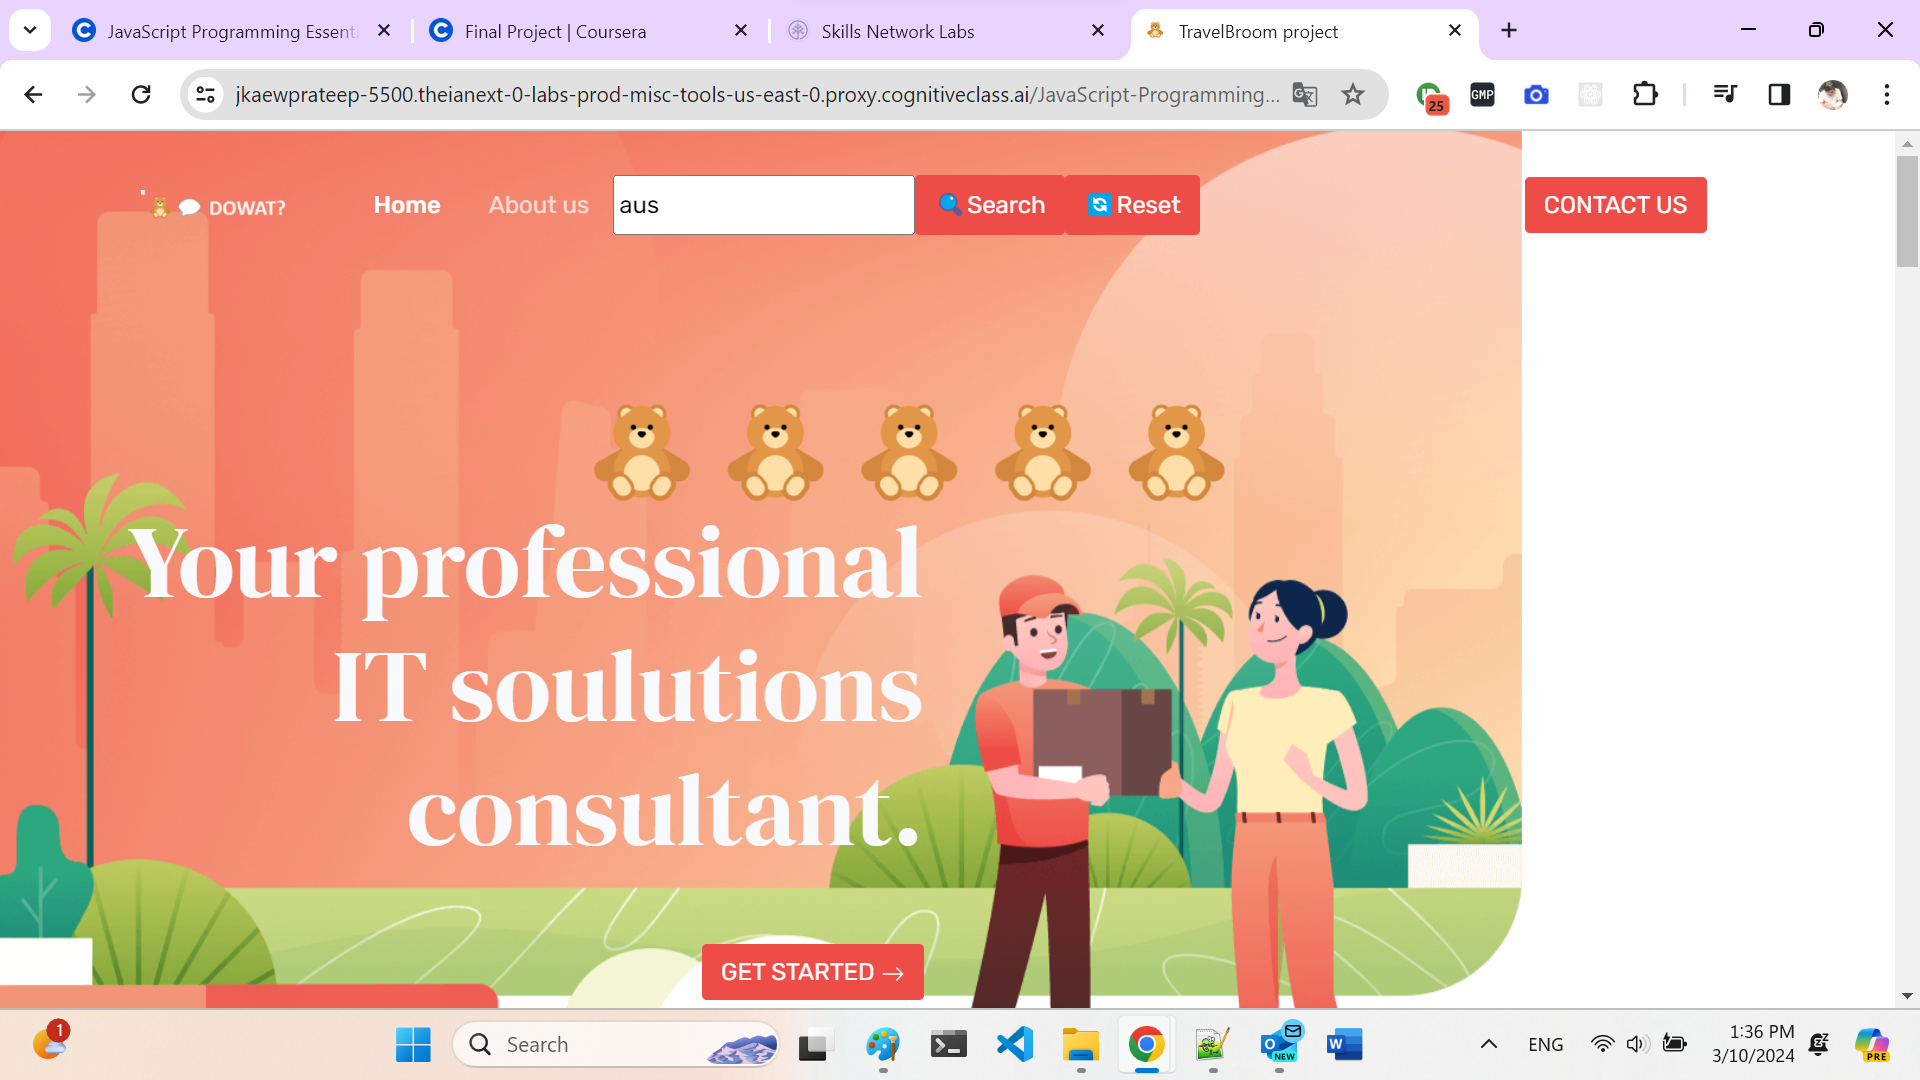 JavaScript Programming Essenti
Final Project | Coursera
Skills Network Labs
TravelBroom project
jkaewprateep-5500.theianext-0-labs-prod-misc-tools-us-east-0.proxy.cognitiveclass.ai/JavaScript-Programming...
25
GMP
DOWAT?
Home
About us
aus
Search
Reset
CONTACT US
Your professional
IT soulutions
consultant.
GET STARTED →
1
Search
NEW
ENG
1:36 PM
3/10/2024
PRE